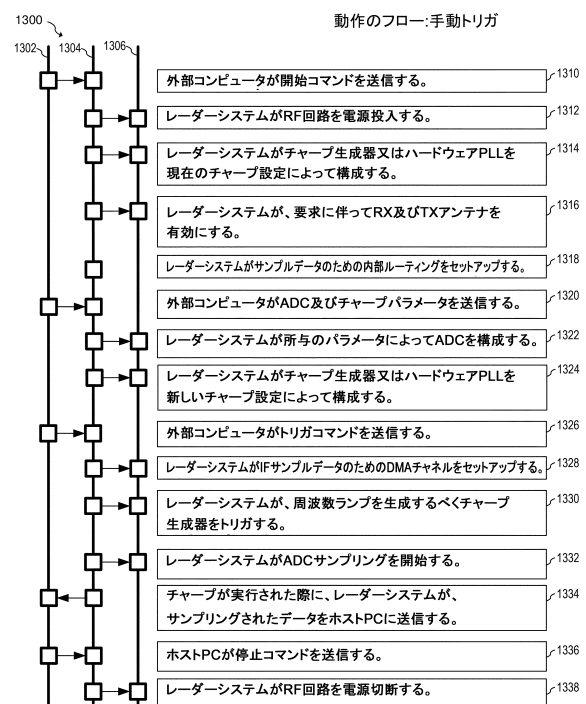 1300
動作のフロー:手動トリガ
1302
1304
1306
外部コンピュータが開始コマンドを送信する。
1310
レーダーシステムがRF回路を電源投入する。
1312
レーダーシステムがチャープ生成器又はハードウェアPLLを
現在のチャープ設定によって構成する。
1314
レーダーシステムが、要求に伴ってRX及びTXアンテナを
有効にする。
1316
レーダーシステムがサンプルデータのための内部ルーティングをセットアップする。
1318
外部コンピュータがADC及びチャープパラメータを送信する。
1320
レーダーシステムが所与のパラメータによってADCを構成する。
1322
レーダーシステムがチャープ生成器又はハードウェアPLLを
新しいチャープ設定によって構成する。
1324
外部コンピュータがトリガコマンドを送信する。
1326
レーダーシステムがIFサンプルデータのためのDMAチャネルをセットアップする。
1328
レーダーシステムが、周波数ランプを生成するべくチャープ
生成器をトリガする。
1330
レーダーシステムがADCサンプリングを開始する。
1332
チャープが実行された際に、レーダーシステムが、
サンプリングされたデータをホストPCに送信する。
1334
ホストPCが停止コマンドを送信する。
1336
レーダーシステムがRF回路を電源切断する。
1338